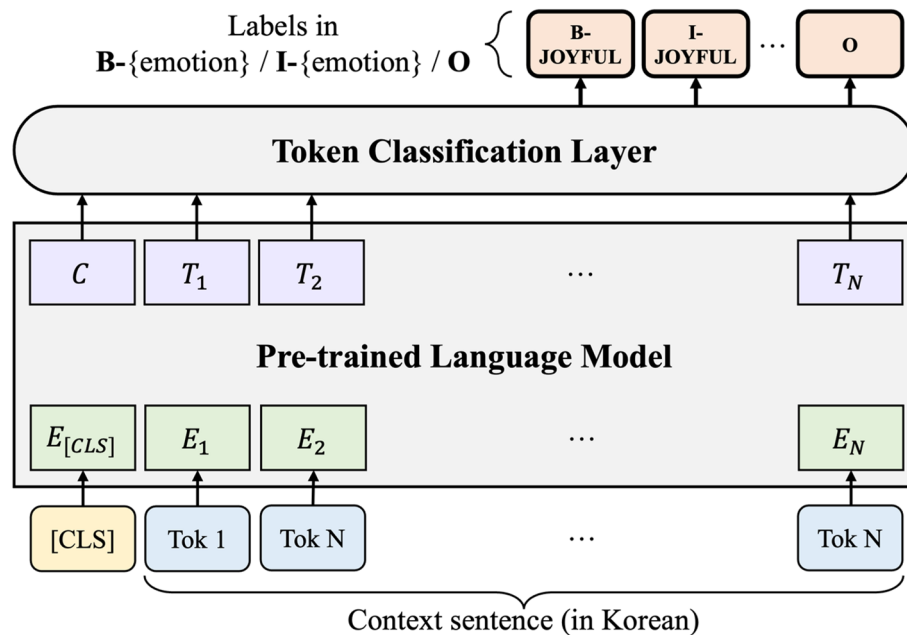 Labels in
B-{emotion} / I-{emotion} / O
B-
JOYFUL
I-
JOYFUL
...
O
Token Classification Layer
C
T1
T2
...
TN
Pre-trained Language Model
E[CLS]
E1
E2
...
EN
[CLS]
Tok 1
Tok N
...
Tok N
Context sentence (in Korean)